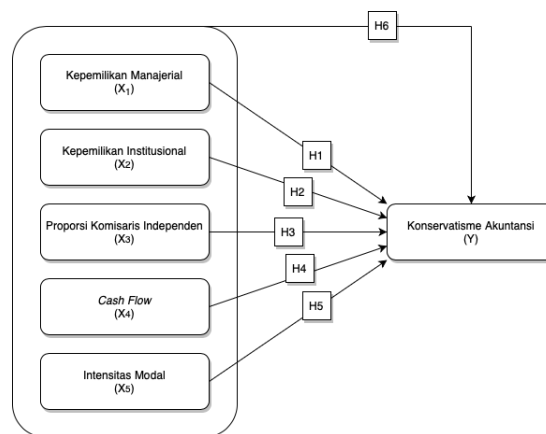 H6
Kepemilikan Manajerial
(X1)
H1
Kepemilikan Institusional
(X2)
H2
Proporsi Komisaris Independen
(X3)
H3
Konservatisme Akuntansi
(Y)
H4
Cash Flow
(X4)
H5
Intensitas Modal
(X5)